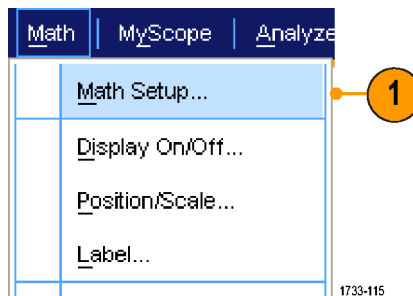 Math MyScope Analyze
Math Setup...
1
Display On/Off...
Position/Scale...
Label...
1733-115